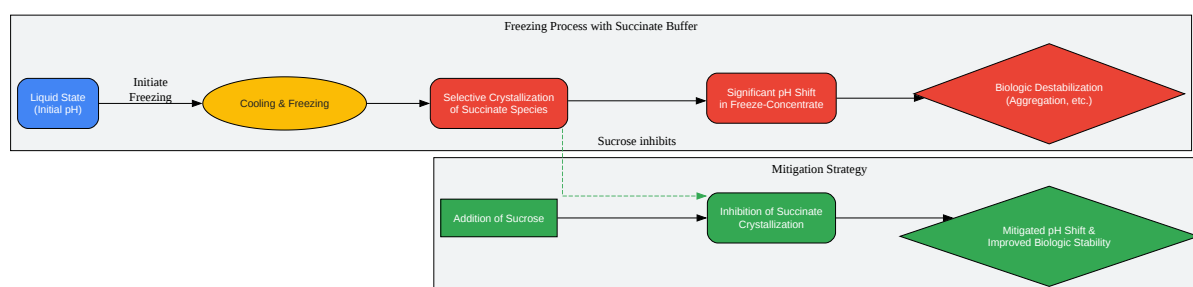 Freezing Process with Succinate Buffer
Liquid State
(Initial pH)
Initiate
Freezing
Cooling & Freezing
Selective Crystallization
of Succinate Species
Significant pH Shift
in Freeze-Concentrate
Biologic Destabilization
(Aggregation, etc.)
Sucrose inhibits
Mitigation Strategy
Addition of Sucrose
Inhibition of Succinate
Crystallization
Mitigated pH Shift &
Improved Biologic Stability